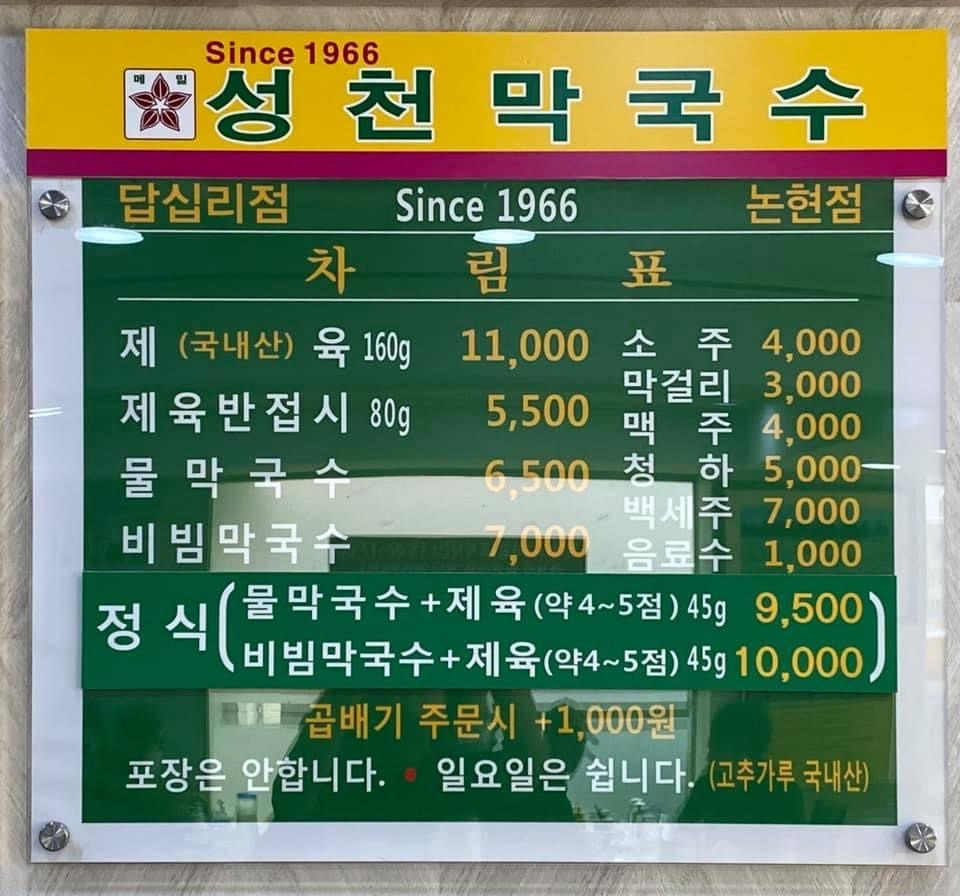 Since 1966
메밀 성천막국수
답십리점 Since 1966 논현점
차림표
제(국내산)육 160g 11,000
제육반접시 80g 5,500
물막국수 6,500
비빔막국수 7,000
소주 4,000
막걸리 3,000
맥주 4,000
청하 5,000
백세주 7,000
음료수 1,000
정식
물막국수+제육(약4~5점)45g 9,500
비빔막국수+제육(약4~5점)45g 10,000
곱배기 주문시 +1,000원
포장은 안합니다. • 일요일은 쉽니다. (고추가루 국내산)